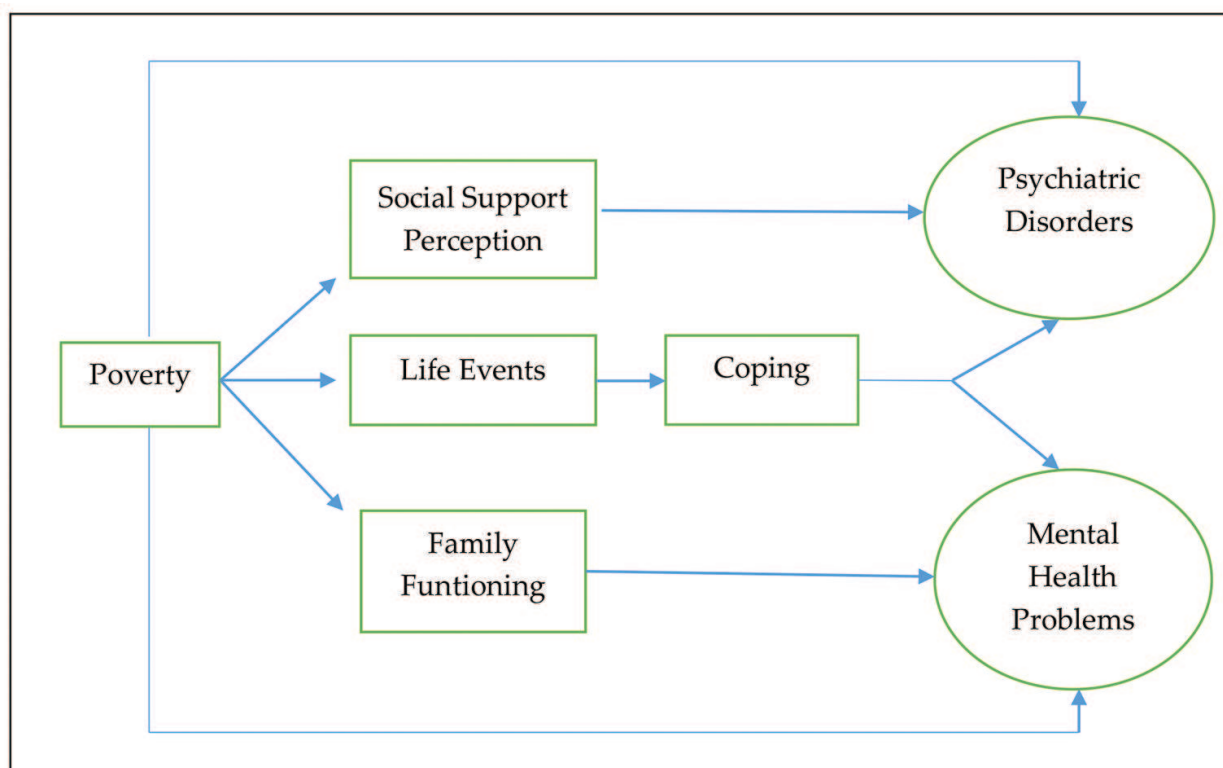 Psychiatric
Disorders
Social Support
Perception
Poverty
Life Events
Coping
Family
Funtioning
Mental
Health
Problems